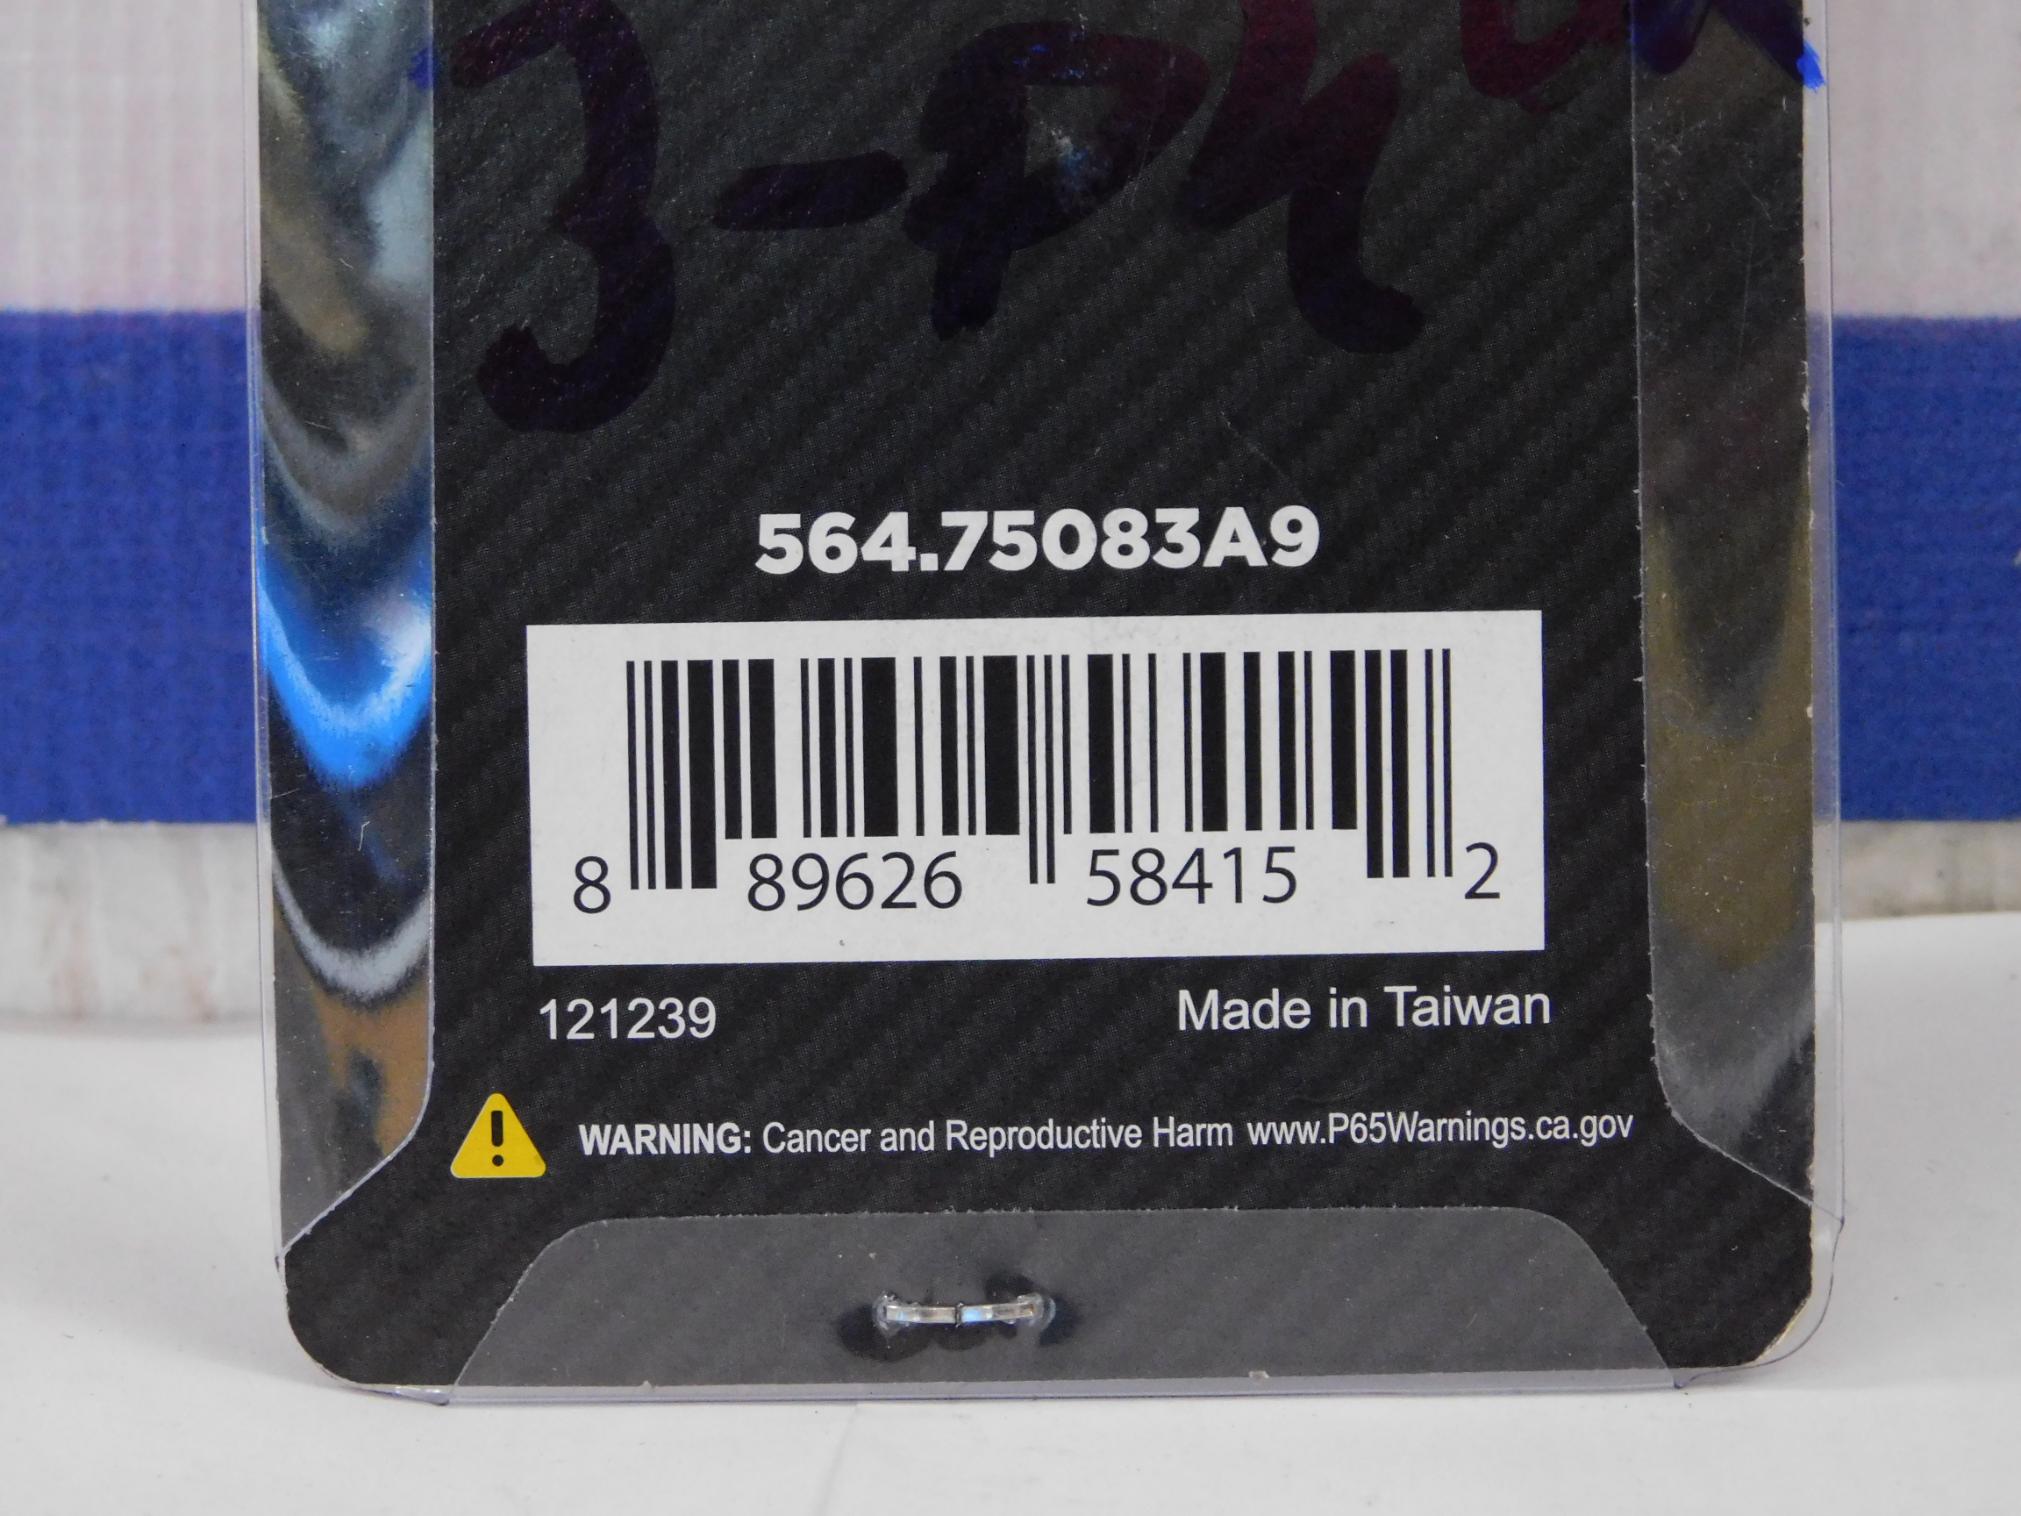 564.75083A9
8 89626 58415 2
121239 Made in Taiwan
WARNING: Cancer and Reproductive Harm www.P65Warnings.ca.gov